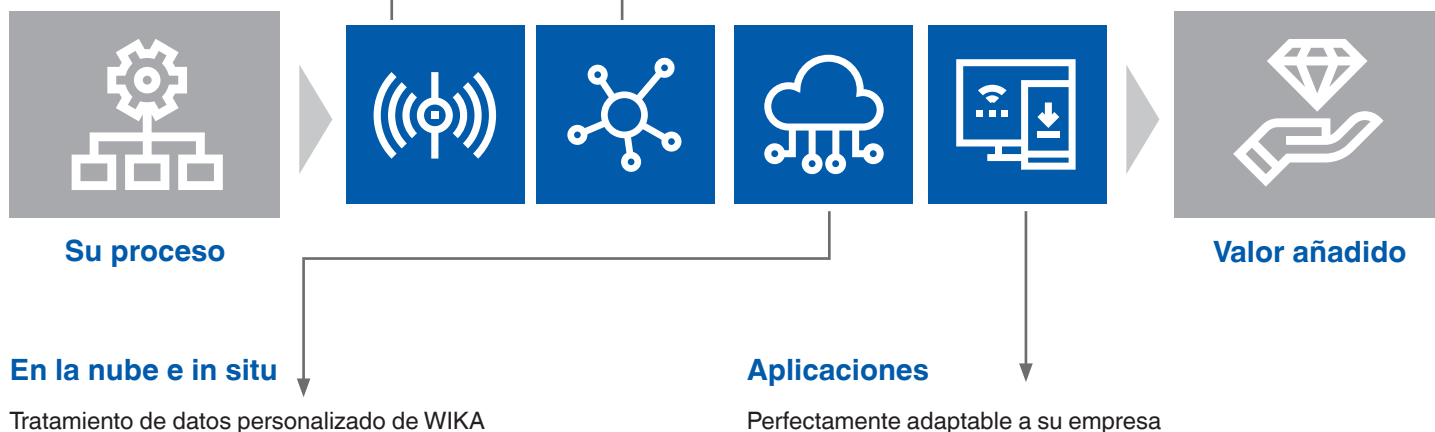 Su proceso
Valor añadido
En la nube e in situ
Tratamiento de datos personalizado de WIKA
Aplicaciones
Perfectamente adaptable a su empresa